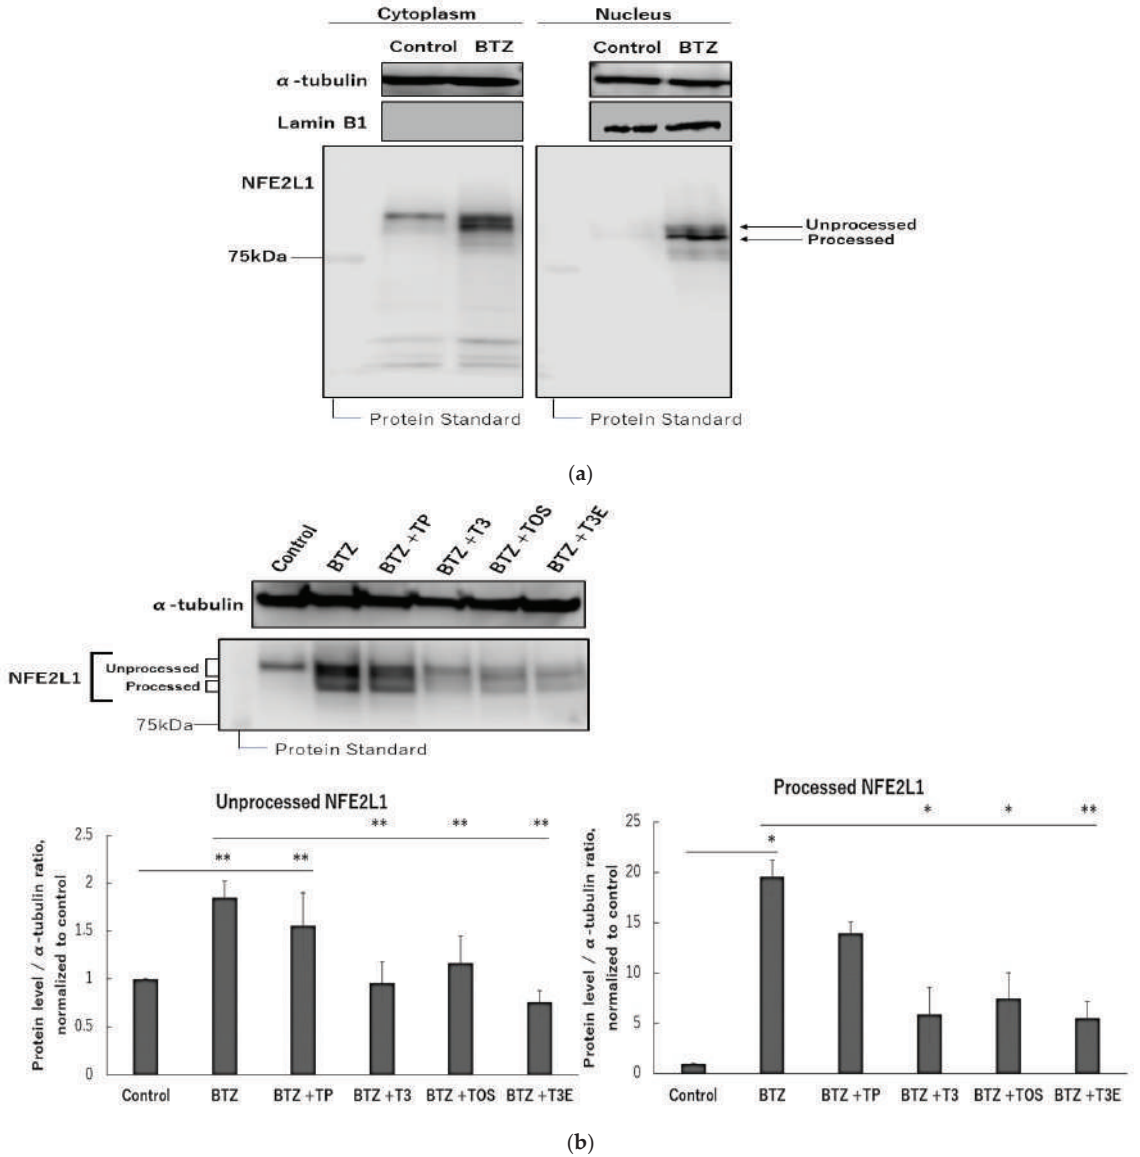 Cytoplasm Nucleus
Control BTZ Control BTZ
α-tubulin
Lamin B1
NFE2L1
Unprocessed
Processed
75kDa
Protein Standard Protein Standard
(a)
Control BTZ BTZ +TP BTZ +T3 BTZ +TOS BTZ +T3E
α-tubulin
NFE2L1 Unprocessed
Processed
75kDa
Protein Standard
Unprocessed NFE2L1
Protein level / α-tubulin ratio,
normalized to control
2.5
2
1.5
1
0.5
0
** ** ** ** **
Control BTZ BTZ +TP BTZ +T3 BTZ +TOS BTZ +T3E
Processed NFE2L1
Protein level / α-tubulin ratio,
normalized to control
25
20
15
10
5
0
* * * **
Control BTZ BTZ +TP BTZ +T3 BTZ +TOS BTZ +T3E
(b)